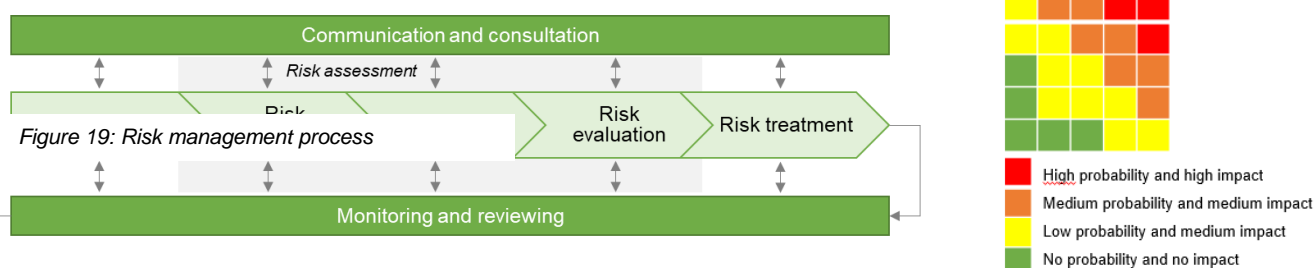 Communication and consultation
Risk assessment
Risk
Figure 19: Risk management process
Risk
evaluation
Risk treatment
Monitoring and reviewing
High probability and high impact
Medium probability and medium impact
Low probability and medium impact
No probability and no impact